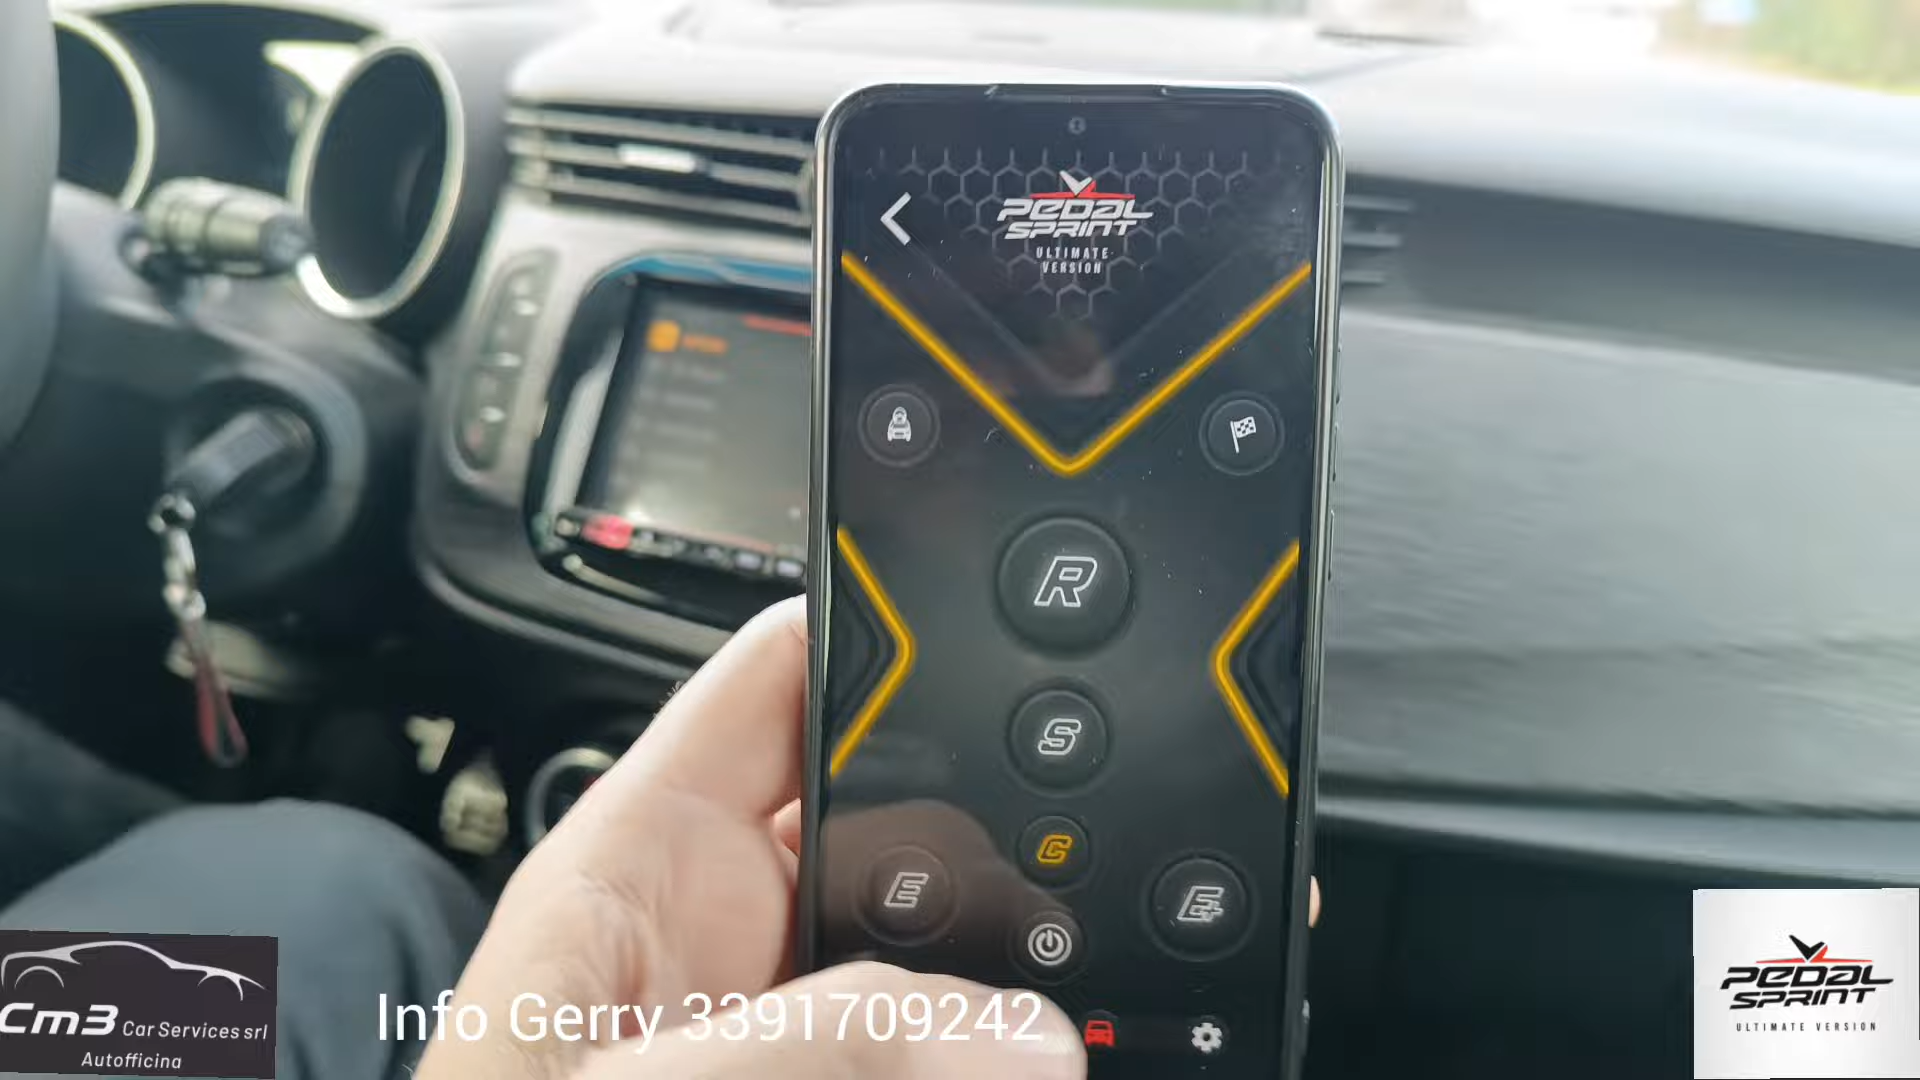 PEDAL
SPRINT
ULTIMATE
VERSION
R
S
C
E
E+
Cm3 Car Services srl
Autofficina
Info Gerry 3391709242
PEDAL
SPRINT
ULTIMATE VERSION